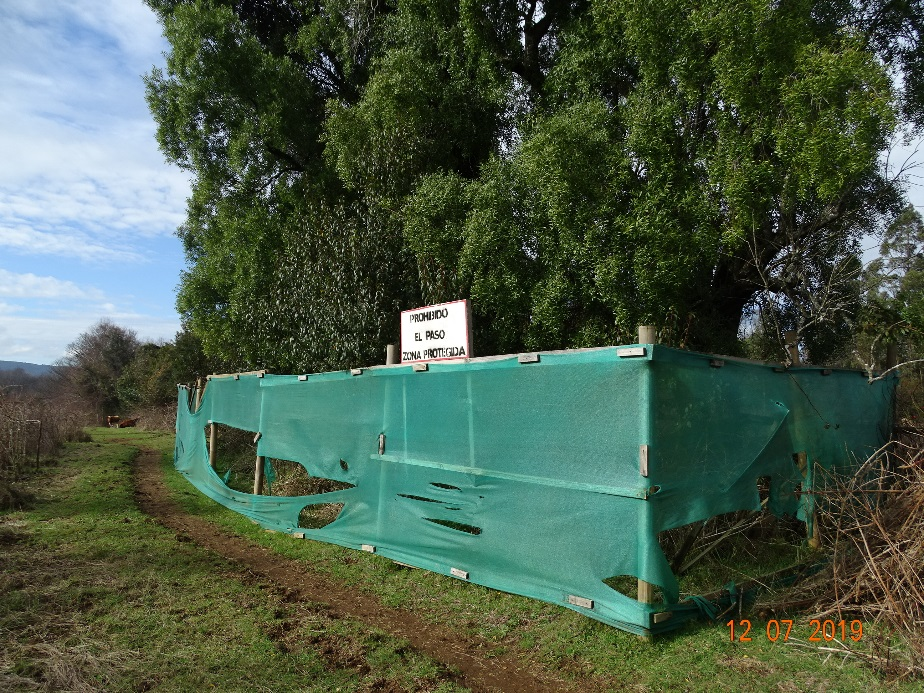 PROHIBIDO
EL PASO
ZONA PROTEGIDA
12 07 2019